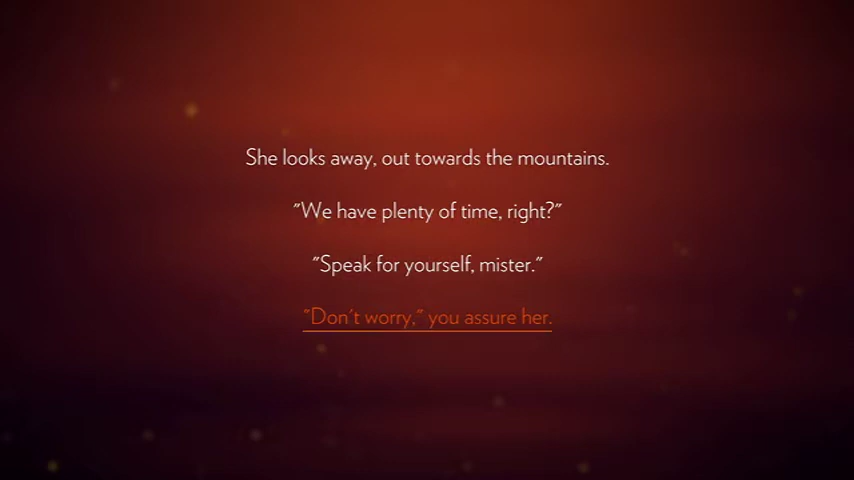 She looks away, out towards the mountains.
"We have plenty of time, right?"
"Speak for yourself, mister."
"Don't worry," you assure her.